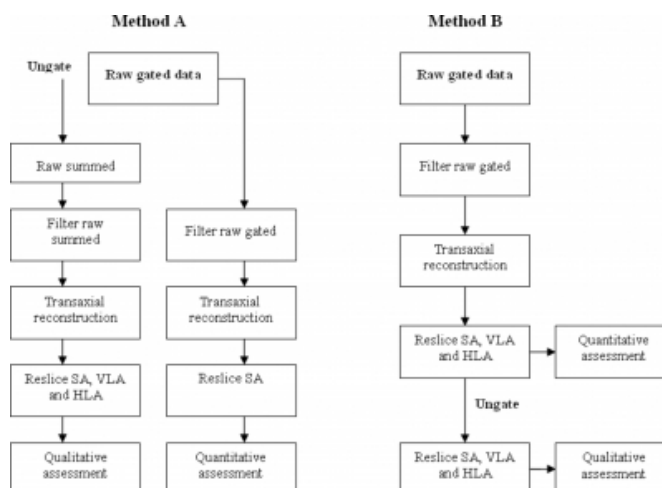 Method A
Ungate
Raw gated data
Raw summed
Filter raw
summed
Filter raw gated
Transaxial
reconstruction
Transaxial
reconstruction
Reslice SA, VLA
and HLA
Reslice SA
Qualitative
assessment
Quantitative
assessment
Method B
Raw gated data
Filter raw gated
Transaxial
reconstruction
Reslice SA, VLA
and HLA
Quantitative
assessment
Ungate
Reslice SA, VLA
and HLA
Qualitative
assessment